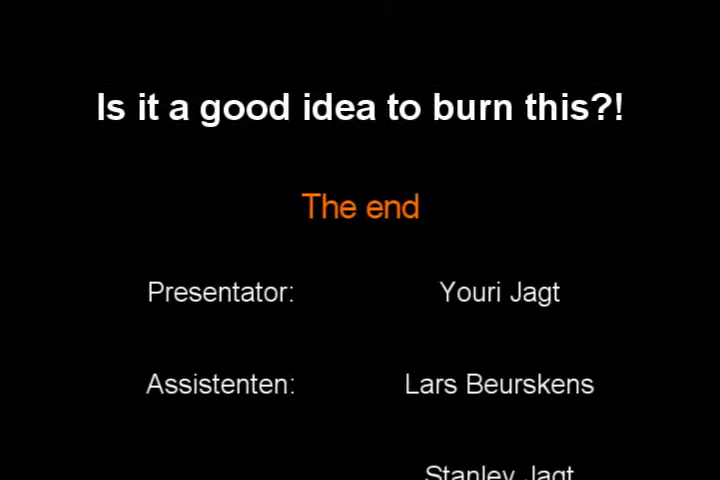 Is it a good idea to burn this?!
The end
Presentator: Youri Jagt
Assistenten: Lars Beurskens
Stanley Jagt